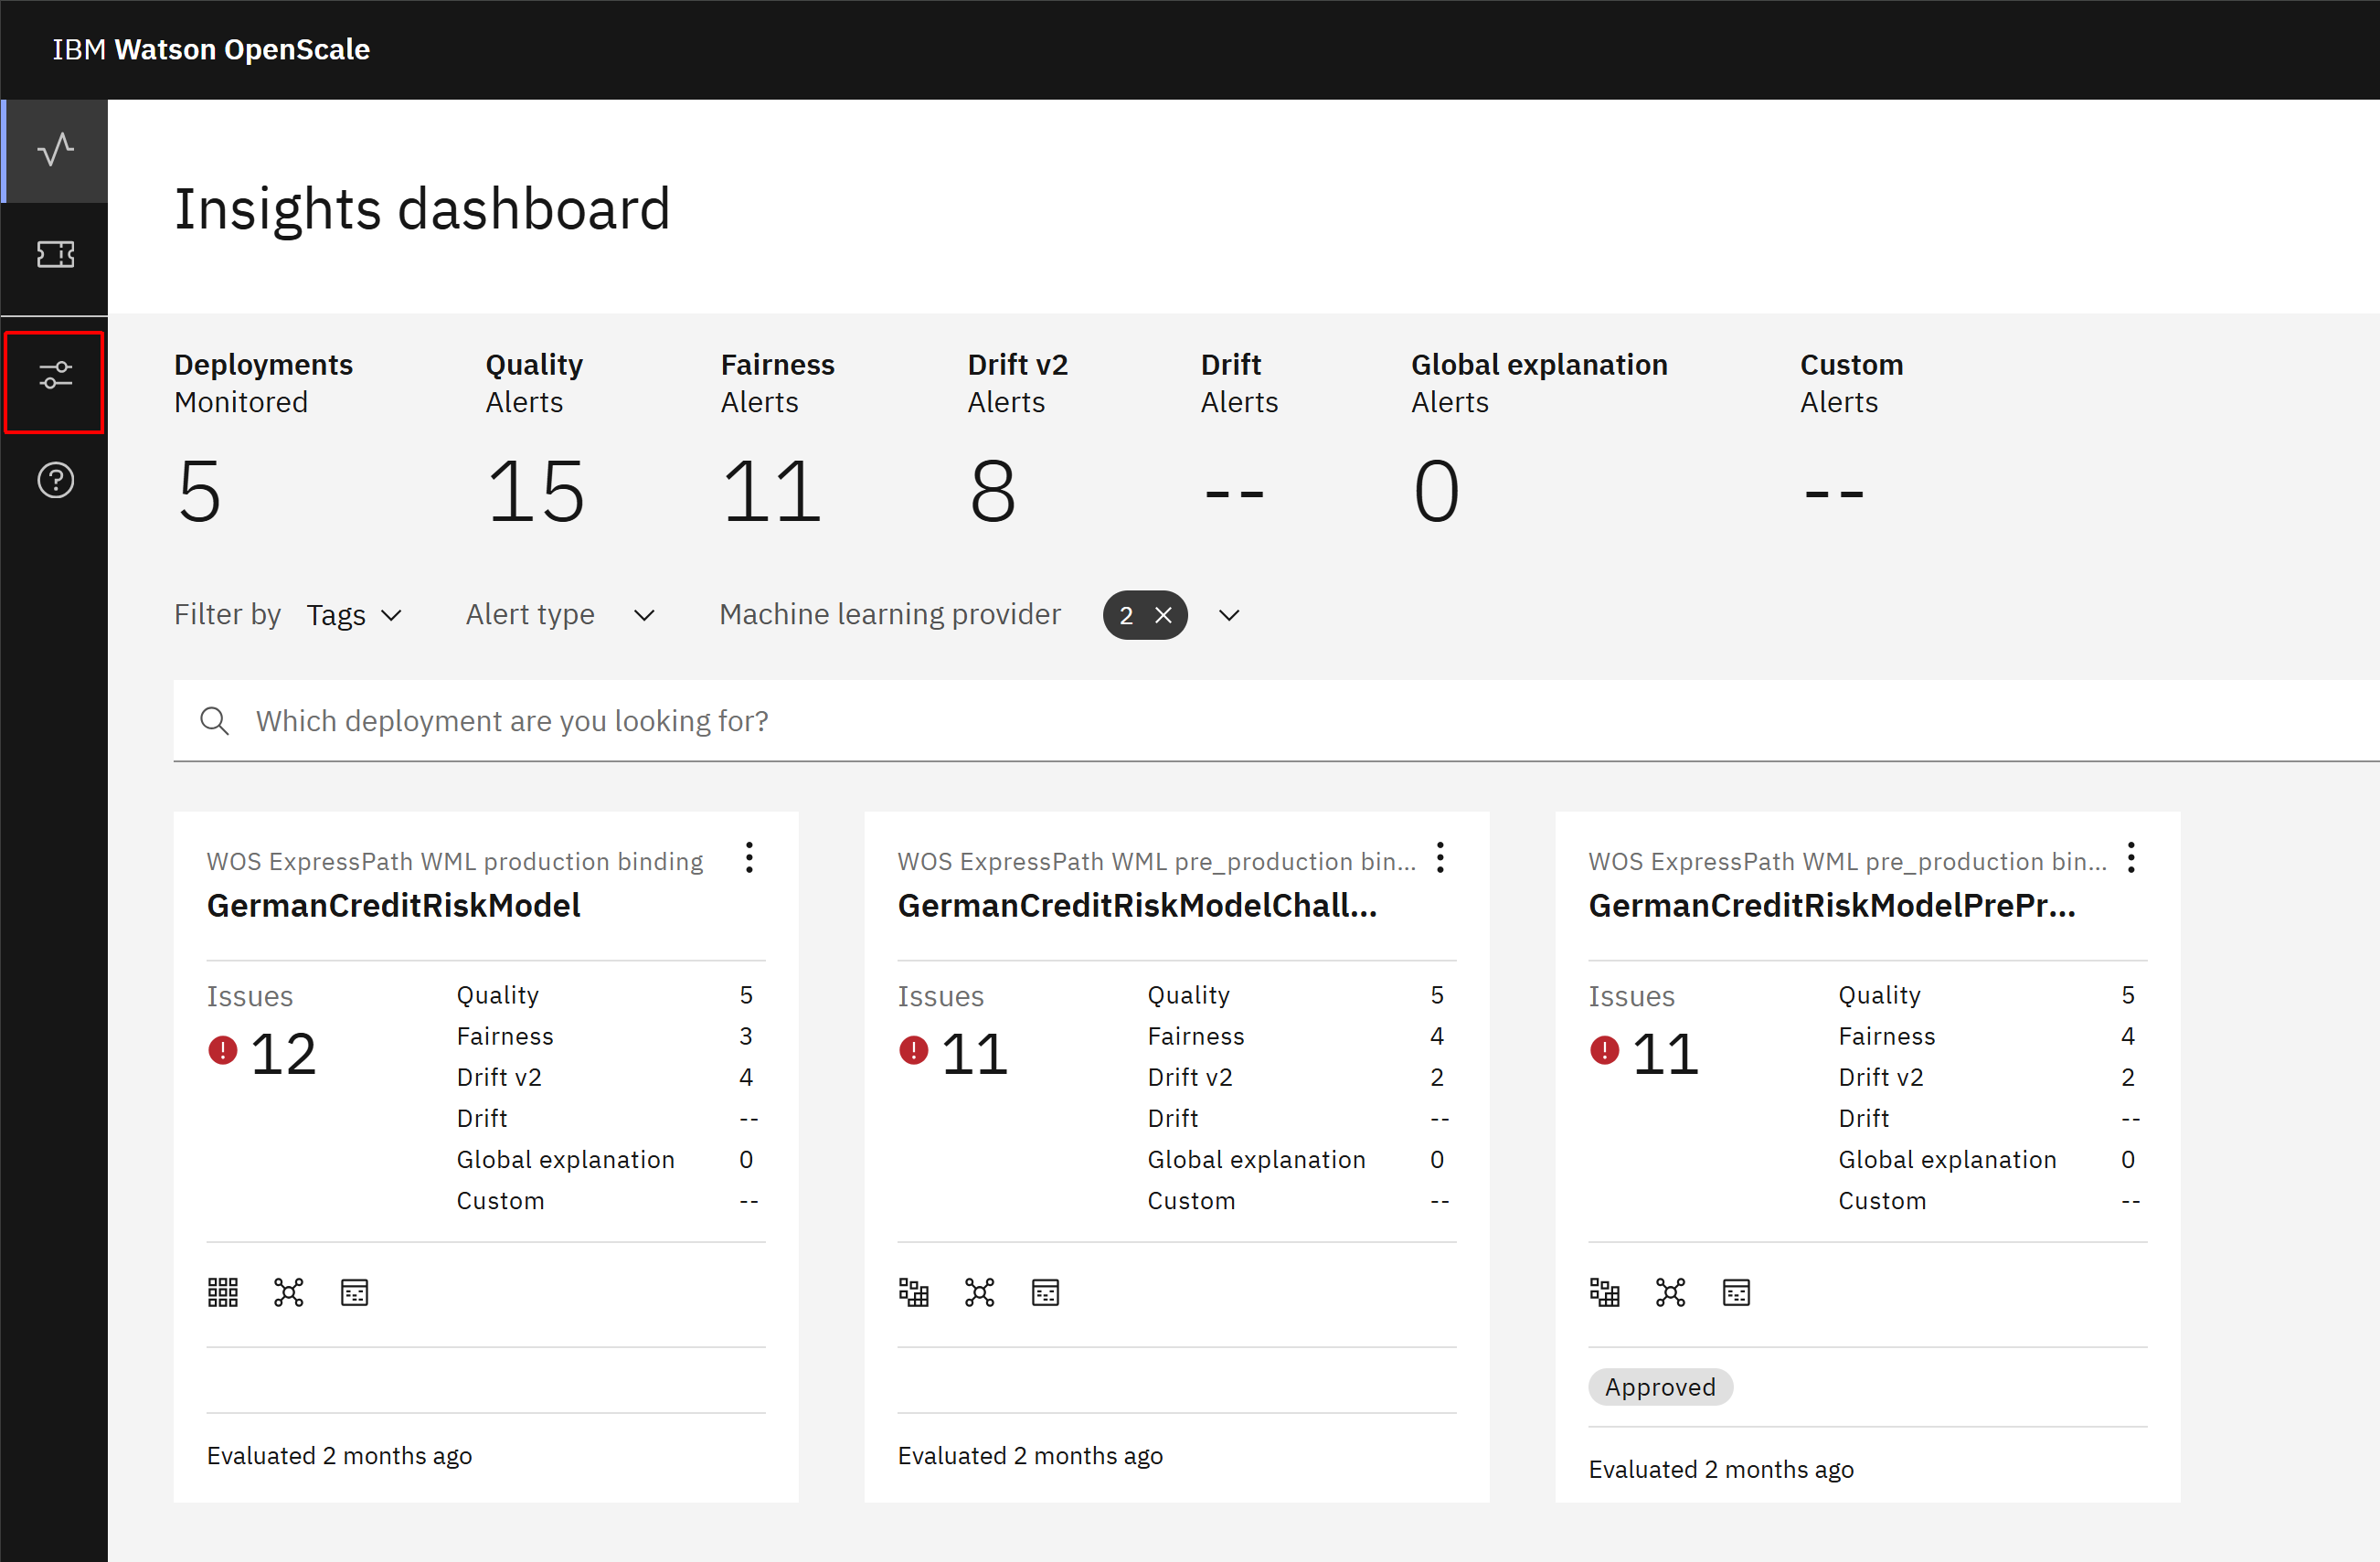 IBM Watson OpenScale
Insights dashboard
Deployments
Monitored
5
Quality
Alerts
15
Fairness
Alerts
11
Drift v2
Alerts
8
Drift
Alerts
--
Global explanation
Alerts
0
Custom
Alerts
--
Filter by Tags Alert type Machine learning provider 2
Which deployment are you looking for?
WOS ExpressPath WML production binding
GermanCreditRiskModel
Issues
12
Quality 5
Fairness 3
Drift v2 4
Drift --
Global explanation 0
Custom --
Evaluated 2 months ago
WOS ExpressPath WML pre_production bin...
GermanCreditRiskModelChall...
Issues
11
Quality 5
Fairness 4
Drift v2 2
Drift --
Global explanation 0
Custom --
Evaluated 2 months ago
WOS ExpressPath WML pre_production bin...
GermanCreditRiskModelPrePr...
Issues
11
Quality 5
Fairness 4
Drift v2 2
Drift --
Global explanation 0
Custom --
Approved
Evaluated 2 months ago